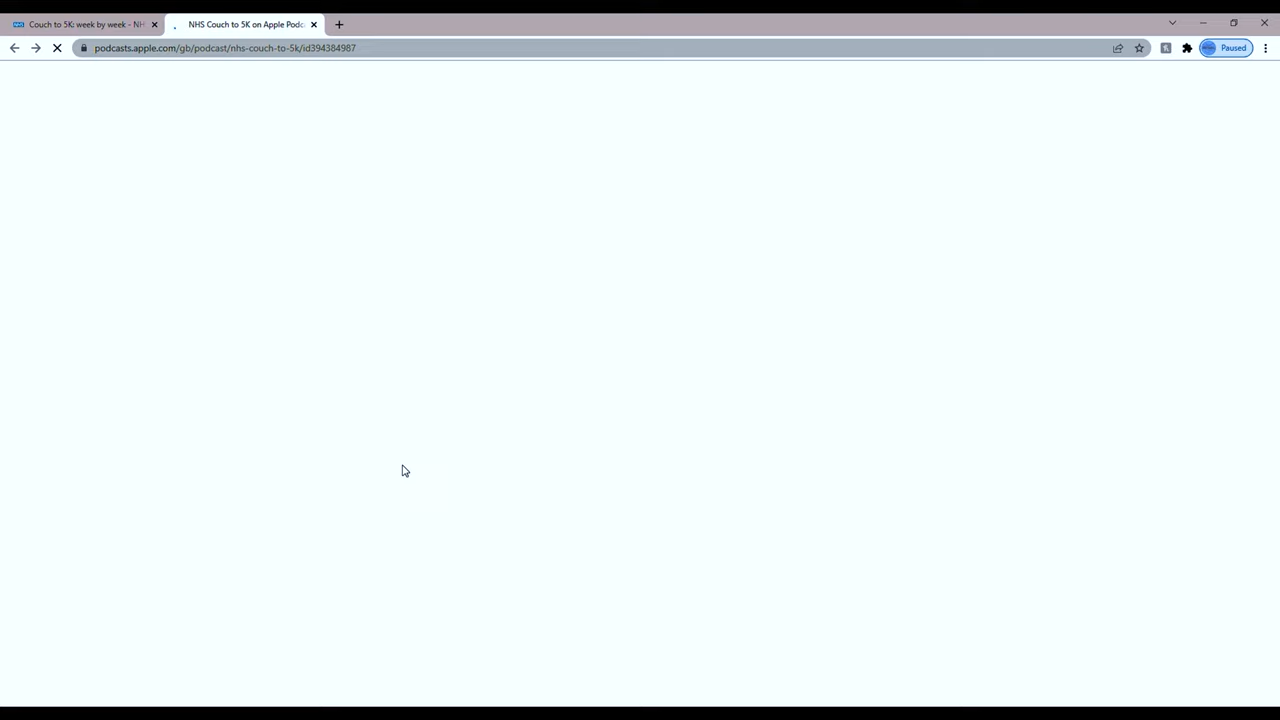 NHS Couch to 5K: week by week - NH
NHS Couch to 5K on Apple Podc
podcasts.apple.com/gb/podcast/nhs-couch-to-5k/id394384987
Paused